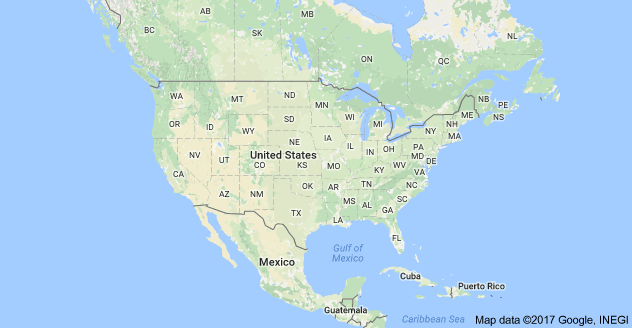 AB
MB
SK
BC
ON
QC
NL
NB
PE
NS
WA
MT
ND
MN
ME
OR
ID
SD
WI
MI
NY
NH
MA
WY
IA
NE
IL
IN
OH
PA
NV
UT
United States
CO
KS
MO
MD
DE
WV
KY
VA
CA
AZ
NM
OK
AR
TN
NC
SC
TX
MS
AL
GA
LA
FL
Gulf of
Mexico
Mexico
Cuba
Puerto Rico
Guatemala
Caribbean Sea
Map data ©2017 Google, INEGI